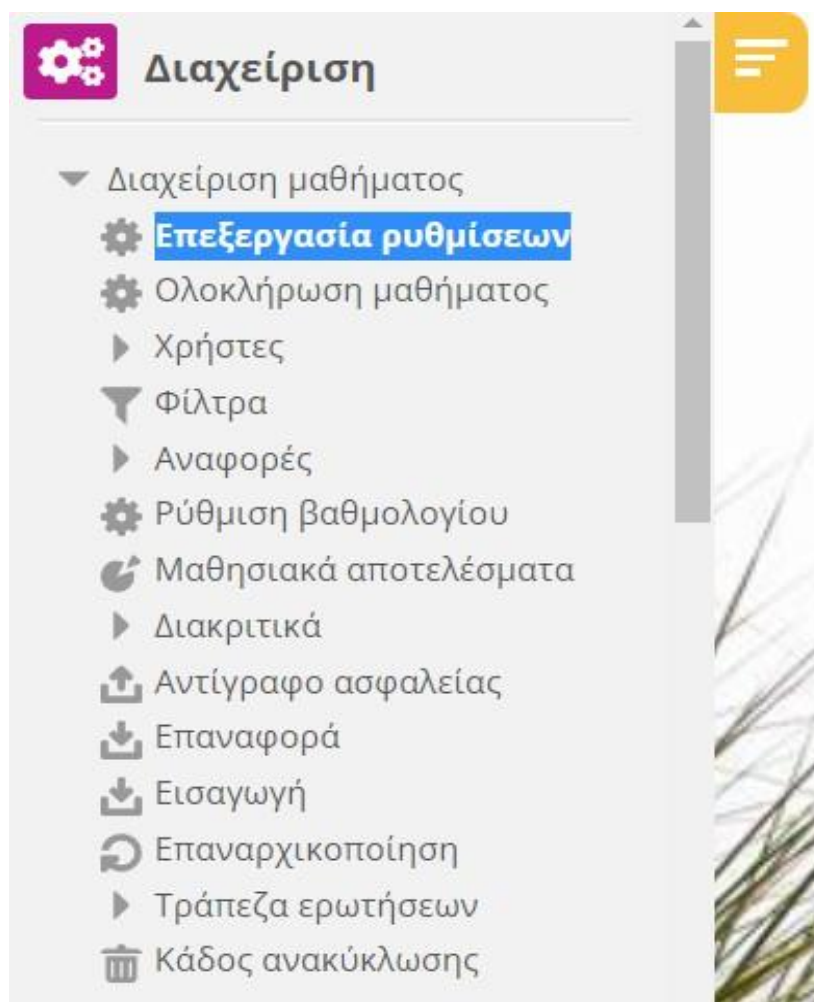 Διαχείριση
Διαχείριση μαθήματος
Επεξεργασία ρυθμίσεων
Ολοκλήρωση μαθήματος
Χρήστες
Φίλτρα
Αναφορές
Ρύθμιση βαθμολογίου
Μαθησιακά αποτελέσματα
Διακριτικά
Αντίγραφο ασφαλείας
Επαναφορά
Εισαγωγή
Επαναρχικοποίηση
Τράπεζα ερωτήσεων
Κάδος ανακύκλωσης